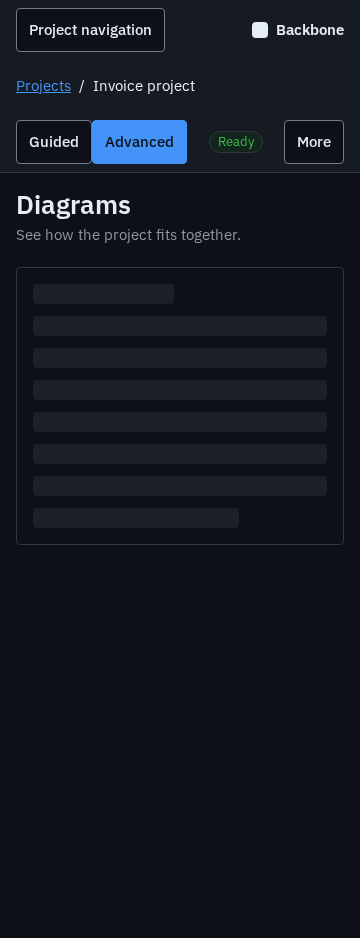 Project navigation
Backbone
Projects / Invoice project
Guided
Advanced
Ready
More
Diagrams
See how the project fits together.